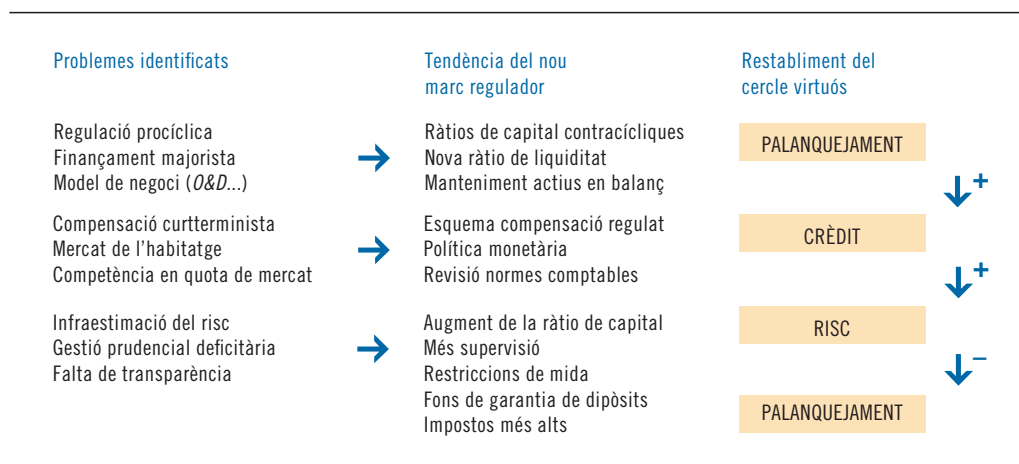 Problemes identificats
Tendència del nou
marc regulador
Restabliment del
cercle virtuós
Regulació procíclica
Finançament majorista
Model de negoci (O&D...)
Ràtios de capital contracícliques
Nova ràtio de liquiditat
Manteniment actius en balanç
PALANQUEJAMENT
+
Compensació curtterminista
Mercat de l'habitatge
Competència en quota de mercat
Esquema compensació regulat
Política monetària
Revisió normes comptables
CRÈDIT
+
Infraestimació del risc
Gestió prudencial deficitària
Falta de transparència
Augment de la ràtio de capital
Més supervisió
Restriccions de mida
Fons de garantia de dipòsits
Impostos més alts
RISC
–
PALANQUEJAMENT